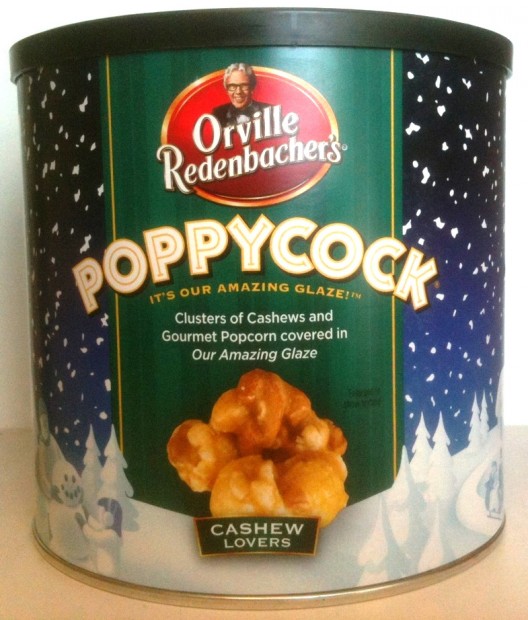 Orville
Redenbacher's®
POPPYCOCK®
IT'S OUR AMAZING GLAZE!™
Clusters of Cashews and
Gourmet Popcorn covered in
Our Amazing Glaze
CASHEW
LOVERS